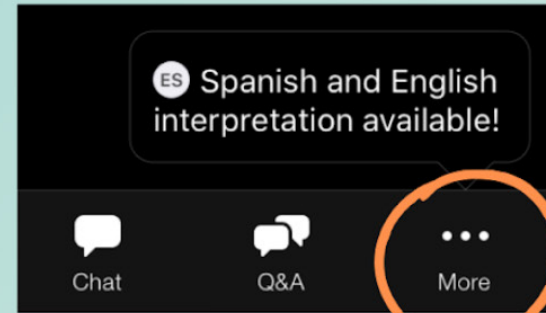 ES Spanish and English
interpretation available!
Chat
Q&A
More